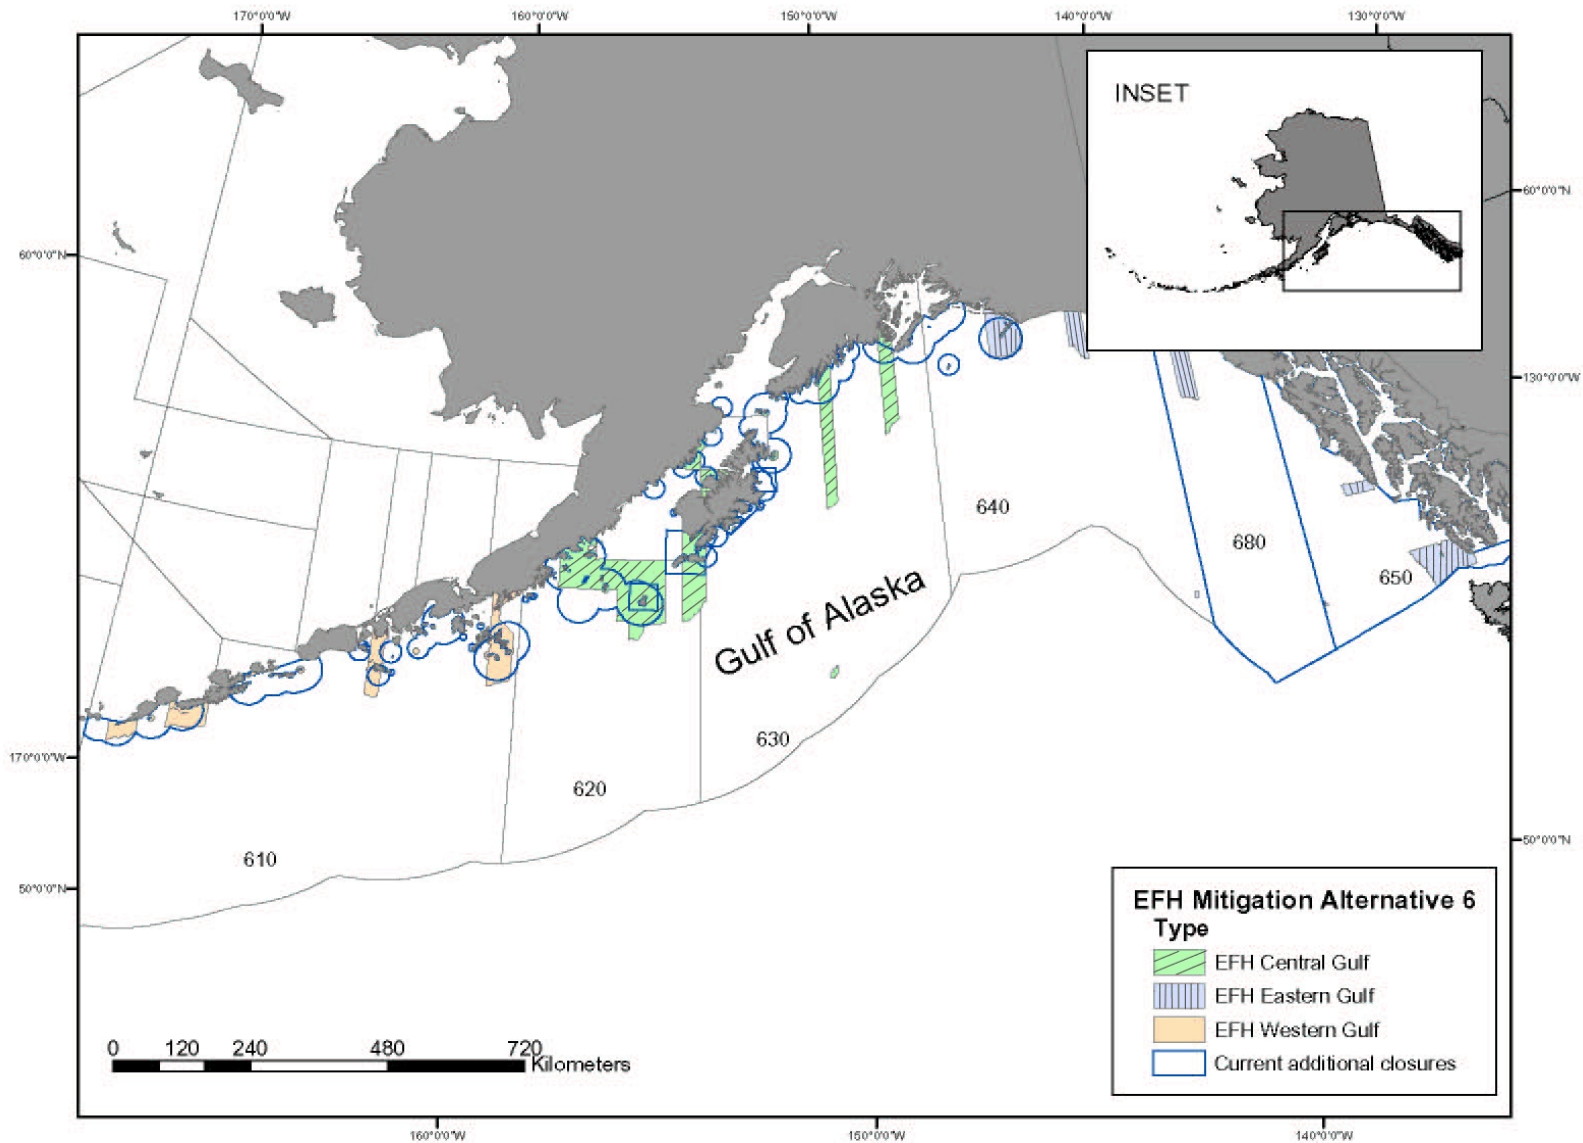 170°0'0"W
160°0'0"W
150°0'0"W
140°0'0"W
130°0'0"W
INSET
60°0'0"N
60°0'0"N
130°0'0"W
640
680
650
Gulf of Alaska
630
170°0'0"W
620
50°0'0"N
610
50°0'0"N
EFH Mitigation Alternative 6
Type
EFH Central Gulf
EFH Eastern Gulf
EFH Western Gulf
Current additional closures
0 120 240 480 720
Kilometers
160°0'0"W
150°0'0"W
140°0'0"W